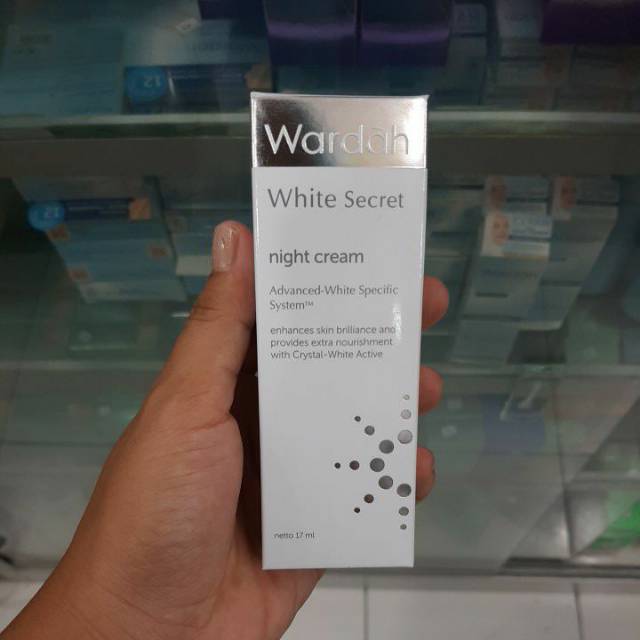 Wardah
White Secret
night cream
Advanced-White Specific
System™
enhances skin brilliance and
provides extra nourishment
with Crystal-White Active
netto 17 ml